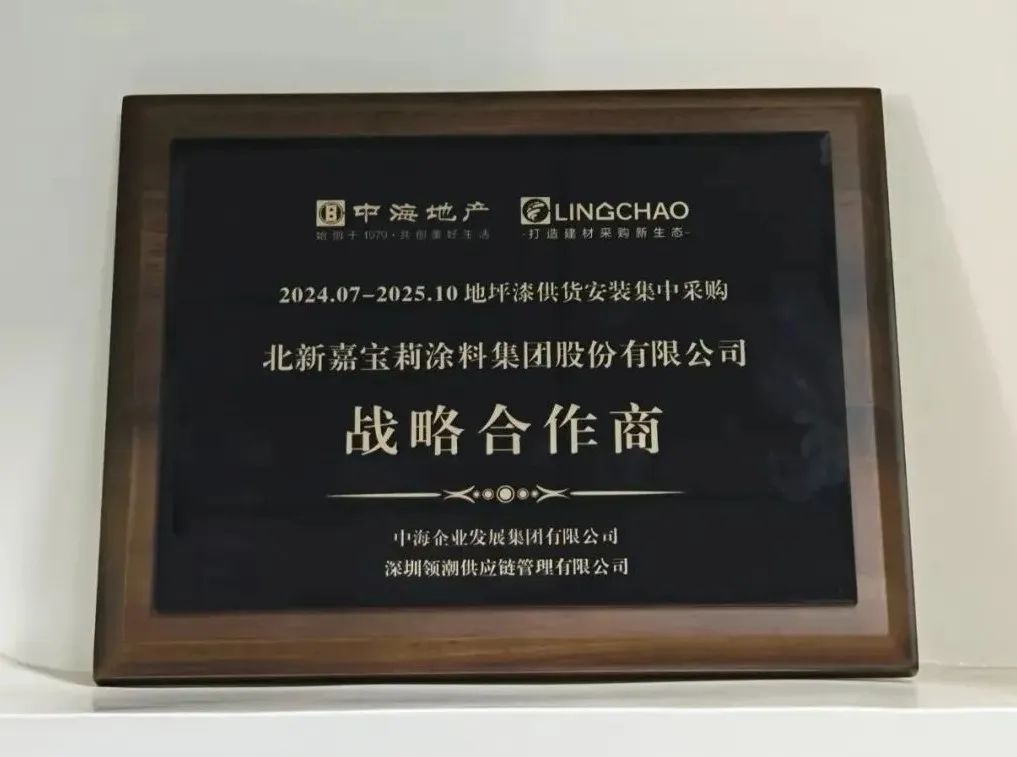 中海地产 LINGCHAO
始创于1979·共创美好生活 -打造建材采购新生态-
2024.07-2025.10地坪漆供货安装集中采购
北新嘉宝莉涂料集团股份有限公司
战略合作商
中海企业发展集团有限公司
深圳领潮供应链管理有限公司